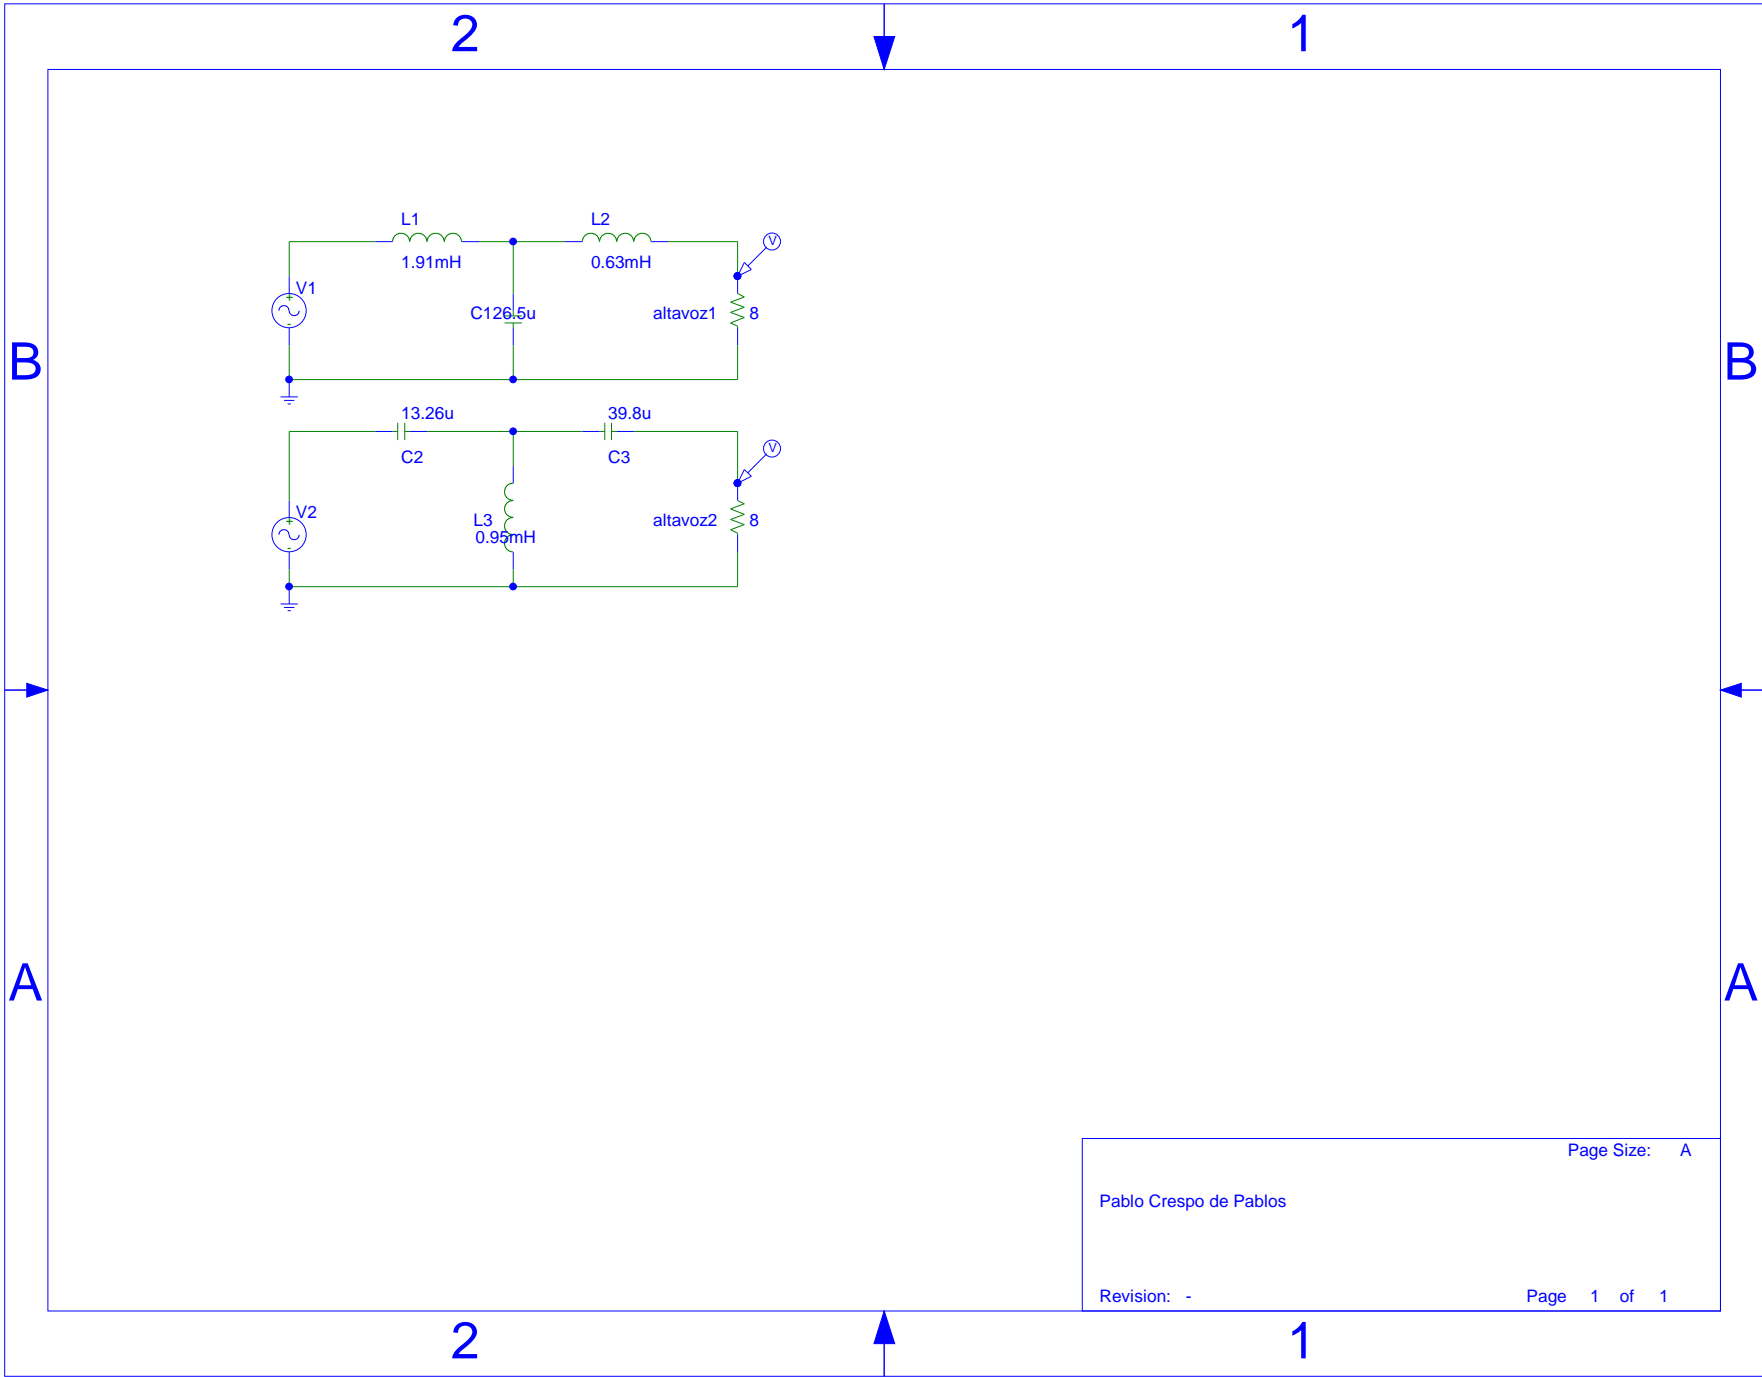 2 1
L1 L2
1.91mH 0.63mH
V
V1
C126.5u altavoz1 8
B B
13.26u 39.8u
C2 C3
V
V2
L3 altavoz2 8
0.95mH
A A
Page Size: A
Pablo Crespo de Pablos
Revision: - Page 1 of 1
2 1